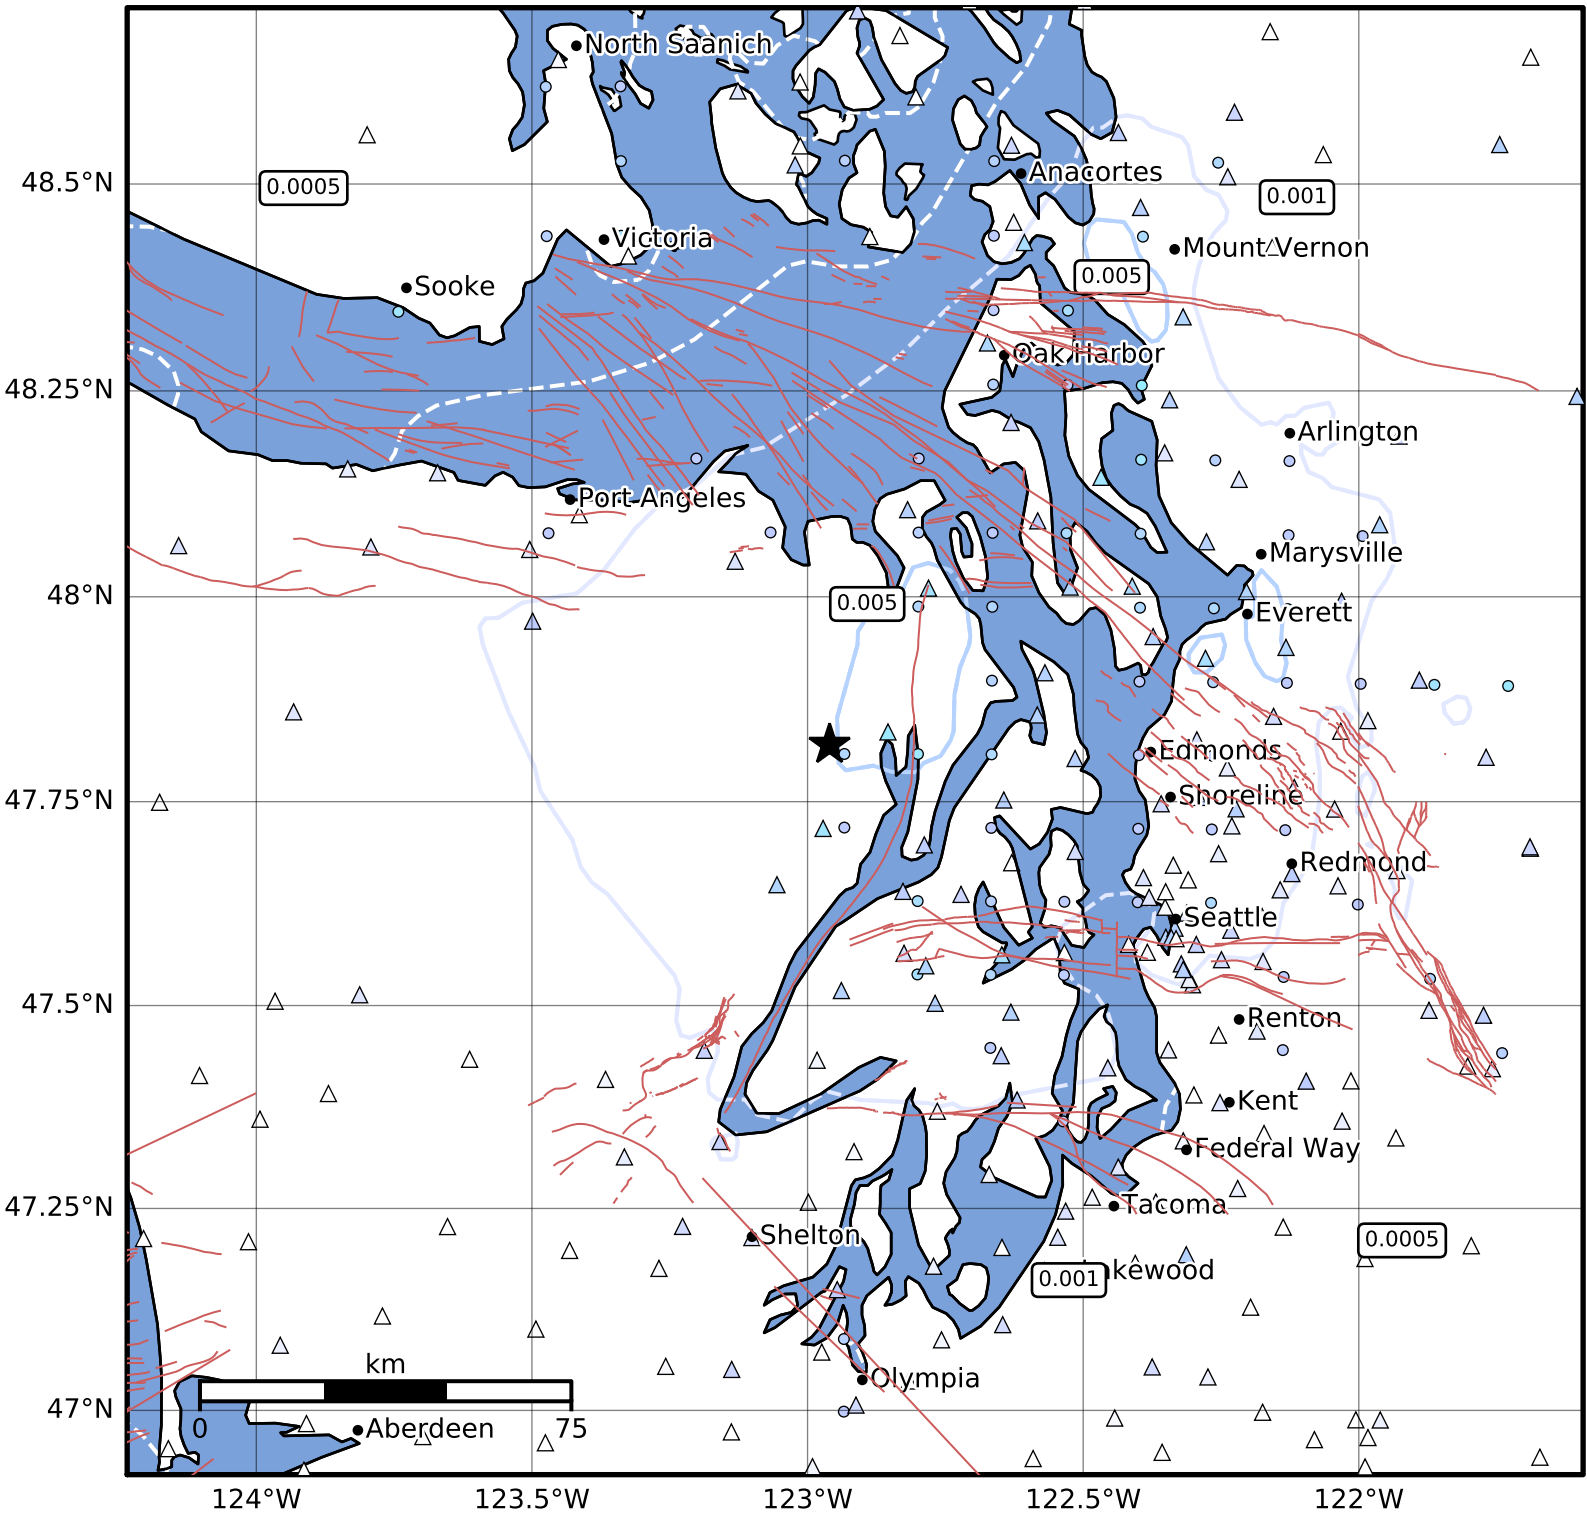 North Saanich
Anacortes
48.5°N
0.0005
0.001
Victoria
Mount Vernon
Sooke
0.005
Oak Harbor
48.25°N
Arlington
Port Angeles
Marysville
48°N
0.005
Everett
Edmonds
47.75°N
Shoreline
Redmond
Seattle
47.5°N
Renton
Kent
Federal Way
47.25°N
Tacoma
Shelton
0.0005
0.001
kewood
km
Olympia
47°N
0
Aberdeen
75
124°W
123.5°W
123°W
122.5°W
122°W